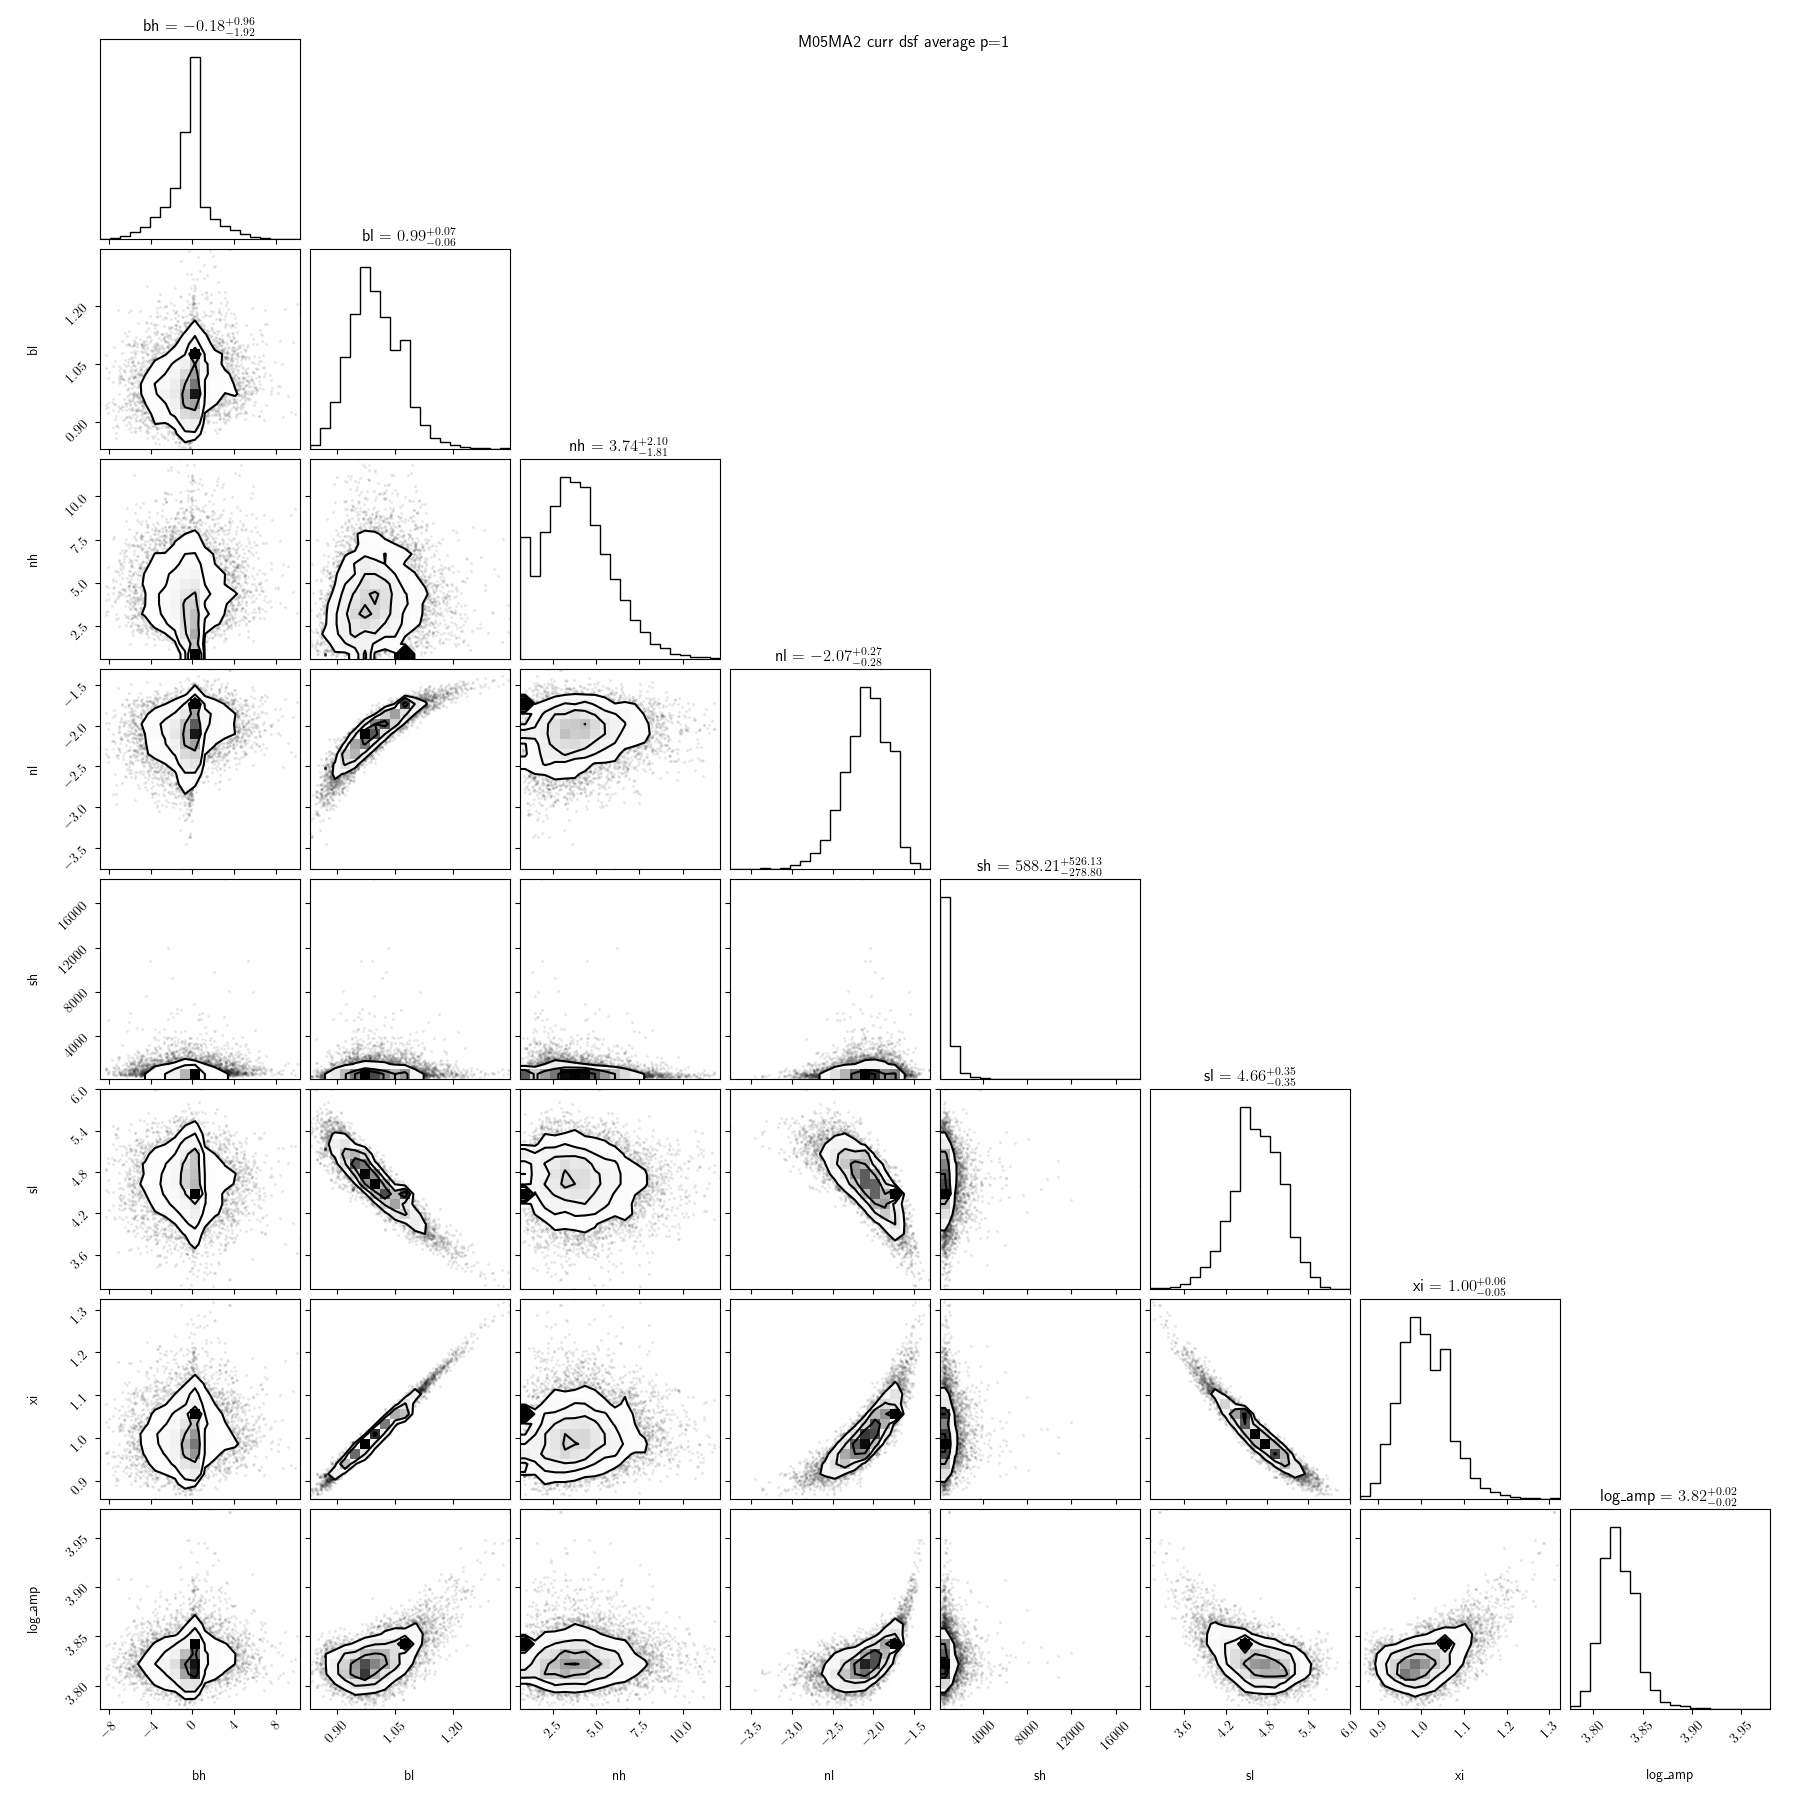 M05MA2 curr dsf average p=1
bh = −0.18+0.96−1.92
bl = 0.99+0.07−0.06
bl
1.20
1.05
0.90
nh = 3.74+2.10−1.81
nh
10.0
7.5
5.0
2.5
nl = −2.07+0.27−0.28
nl
−1.5
−2.0
−2.5
−3.0
−3.5
sh = 588.21+526.13−278.80
sh
16000
12000
8000
4000
sl = 4.66+0.35−0.35
sl
6.0
5.4
4.8
4.2
3.6
xi = 1.00+0.06−0.05
xi
1.3
1.2
1.1
1.0
0.9
log_amp = 3.82+0.02−0.02
log_amp
3.95
3.90
3.85
3.80
−8 −4 0 4 8
0.90 1.05 1.20
2.5 5.0 7.5 10.0
−3.5 −3.0 −2.5 −2.0 −1.5
4000 8000 12000 16000
3.6 4.2 4.8 5.4 6.0
0.9 1.0 1.1 1.2 1.3
3.80 3.85 3.90 3.95
bh bl nh nl sh sl xi log_amp